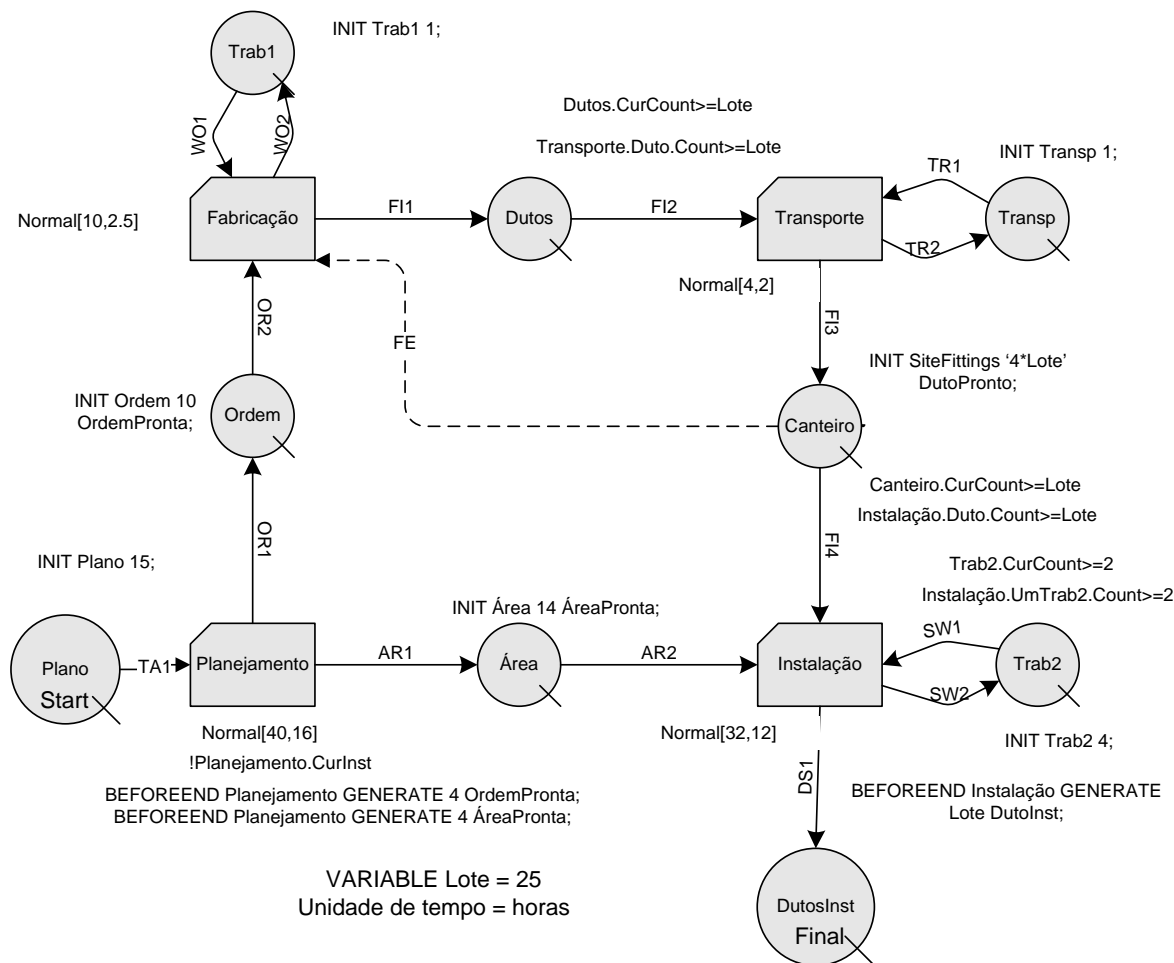 INIT Trab1 1;
Trab1
WO1
WO2
Dutos.CurCount>=Lote
Transporte.Duto.Count>=Lote
INIT Transp 1;
TR1
Normal[10,2.5]
Fabricação
FI1
Dutos
FI2
Transporte
Transp
TR2
Normal[4,2]
OR2
FE
FI3
INIT SiteFittings ‘4*Lote’
DutoPronto;
INIT Ordem 10
OrdemPronta;
Ordem
Canteiro
Canteiro.CurCount>=Lote
Instalação.Duto.Count>=Lote
OR1
FI4
INIT Plano 15;
Trab2.CurCount>=2
Instalação.UmTrab2.Count>=2
INIT Área 14 ÁreaPronta;
SW1
Plano
Start
TA1
Planejamento
AR1
Área
AR2
Instalação
Trab2
SW2
Normal[40,16]
!Planejamento.CurInst
Normal[32,12]
INIT Trab2 4;
BEFOREEND Planejamento GENERATE 4 OrdemPronta;
BEFOREEND Planejamento GENERATE 4 ÁreaPronta;
DS1
BEFOREEND Instalação GENERATE
Lote DutoInst;
VARIABLE Lote = 25
Unidade de tempo = horas
DutosInst
Final